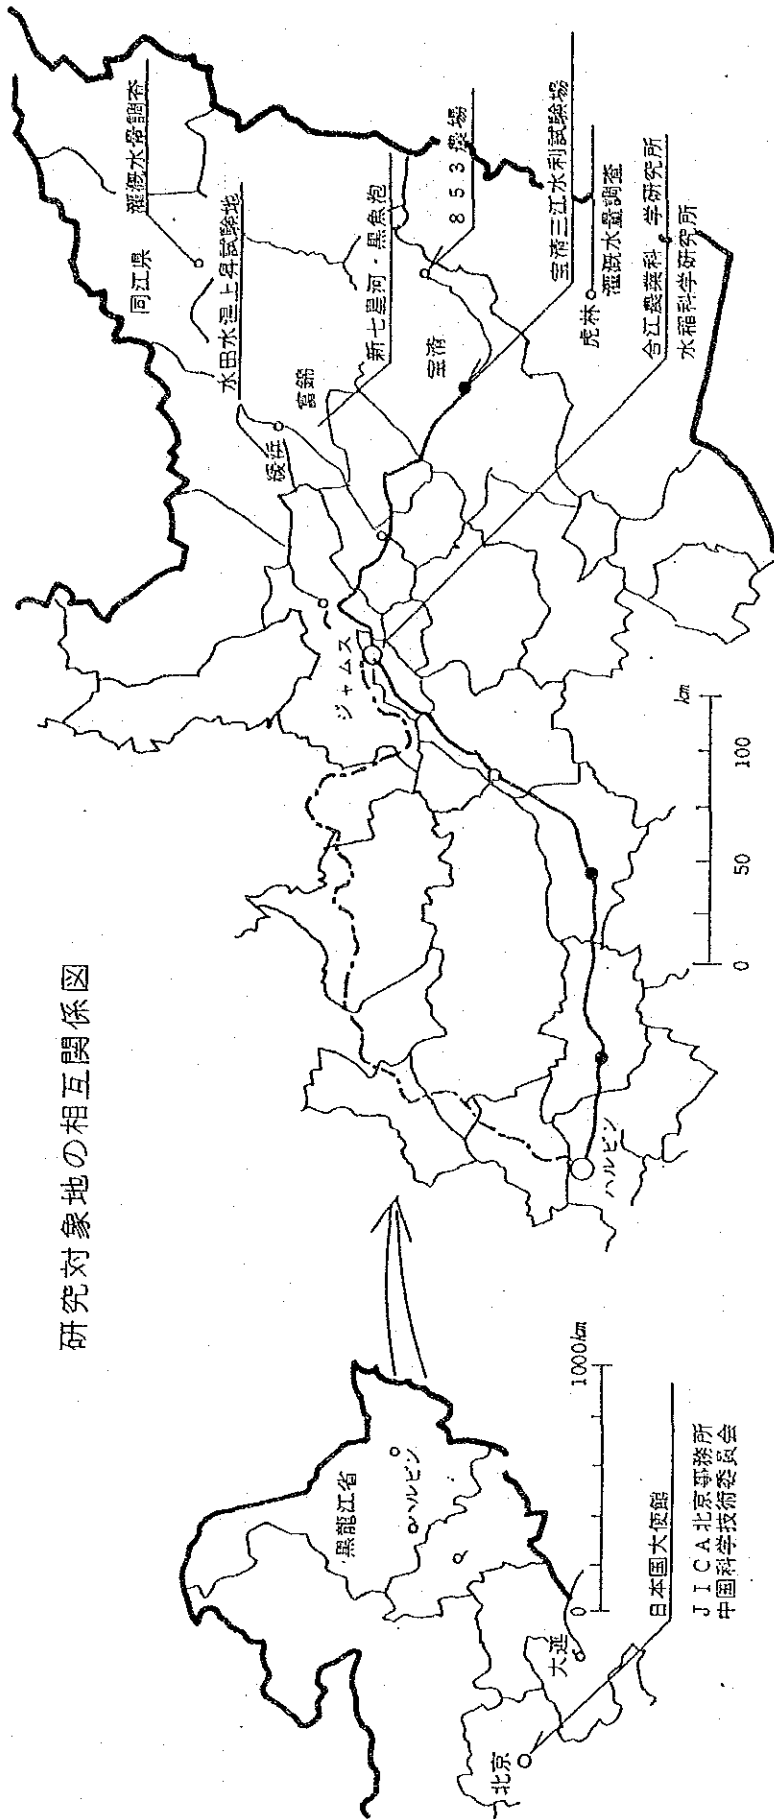 研究対象地の相互関係図
黒龍江省
ハルビン
大連
北京
0
1000km
日本国大使館
JICA北京事務所
中国科学技術委員会
同江県
灌漑水量調査
水田水温上昇試験地
富錦
新七星河・黒魚泡
853農場
宝清
宝清三江水利試験場
虎林
灌漑水量調査
合江農業科学研究所
水稲科学研究所
綏浜
ジャムス
ハルビン
0
50
100
km